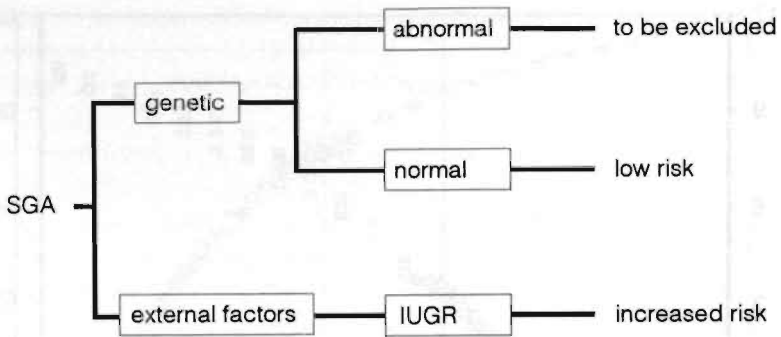 abnormal to be excluded
genetic
normal low risk
SGA
external factors IUGR increased risk